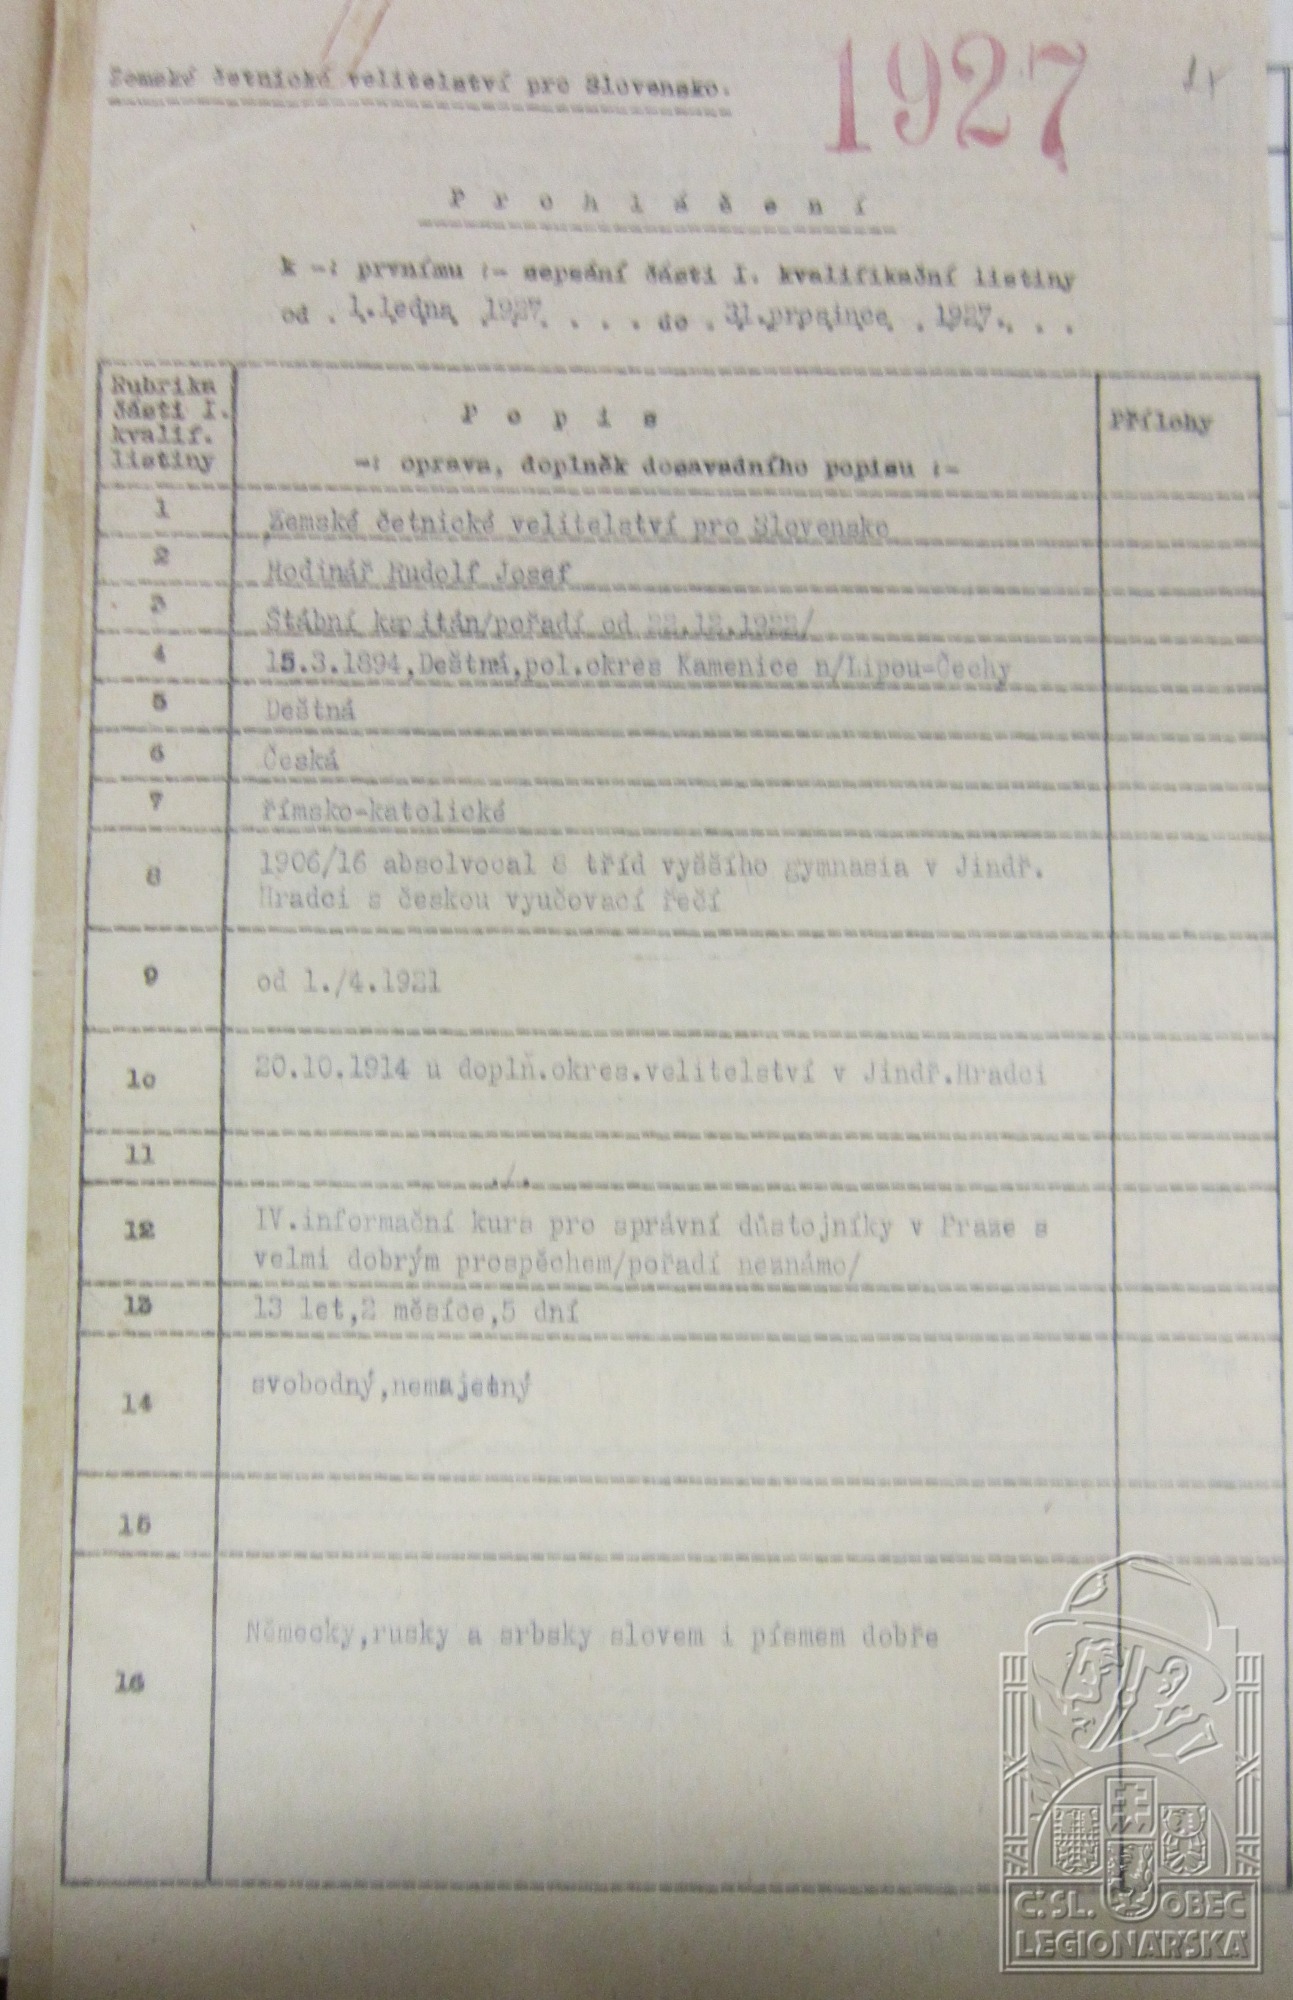 Zemské četnické velitelství pro Slovensko.
1927
Prohlášení
k -: prvnímu :- sepsání části I. kvalifikační listiny
od . 1.ledna 1927 . . . . do . 31.prpsince . 1927. . . .
Rubrika části I. kvalif. listiny
Popis
-: oprava, doplněk dosavadního popisu :-
Přílohy
1 Zemské četnické velitelství pro Slovensko
2 Hodinář Rudolf Josef
3 Štábní kapitán/pořadí od 22.12.1922/
4 15.3.1894,Deštná,pol.okres Kamenice n/Lipou-Čechy
5 Deštná
6 Česká
7 římsko-katolické
8 1906/16 absolvocal 8 tříd vyššího gymnasia v Jindř.
Hradci s českou vyučovací řečí
9 od 1./4.1921
10 20.10.1914 u doplň.okres.velitelství v Jindř.Hradci
11
./.
12 IV.informační kurs pro správní důstojníky v Praze s
velmi dobrým prospěchem/pořadí neznámo/
13 13 let,2 měsíce,5 dní
14 svobodný,nemajetný
15
16 Německy,rusky a srbsky slovem i písmem dobře
Č.SL. OBEC
LEGIONÁŘSKÁ